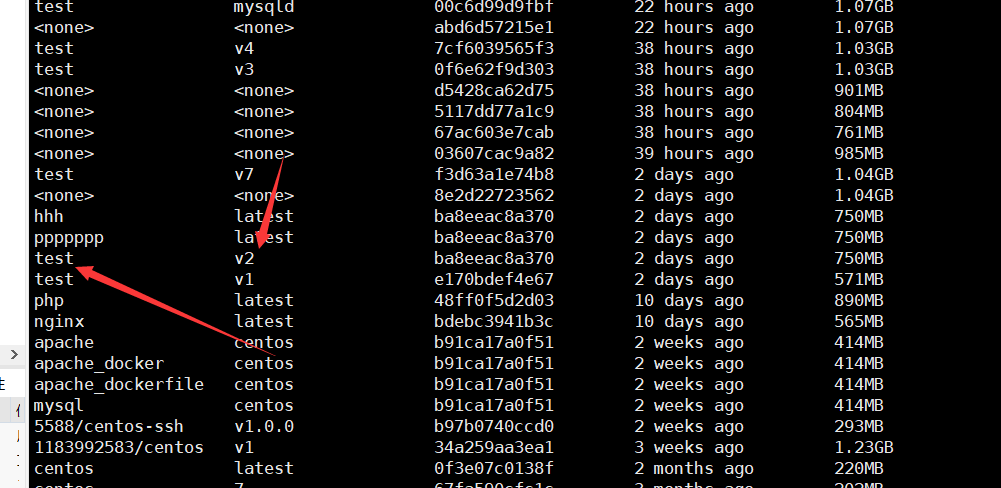 test mysqld 00c6d99d9fbf 22 hours ago 1.07GB
<none> <none> abd6d57215e1 22 hours ago 1.07GB
test v4 7cf6039565f3 38 hours ago 1.03GB
test v3 0f6e62f9d303 38 hours ago 1.03GB
<none> <none> d5428ca62d75 38 hours ago 901MB
<none> <none> 5117dd77a1c9 38 hours ago 804MB
<none> <none> 67ac603e7cab 38 hours ago 761MB
<none> <none> 03607cac9a82 39 hours ago 985MB
test v7 f3d63a1e74b8 2 days ago 1.04GB
<none> <none> 8e2d22723562 2 days ago 1.04GB
hhh latest ba8eeac8a370 2 days ago 750MB
ppppppp latest ba8eeac8a370 2 days ago 750MB
test v2 ba8eeac8a370 2 days ago 750MB
test v1 e170bdef4e67 2 days ago 571MB
php latest 48ff0f5d2d03 10 days ago 890MB
nginx latest bdebc3941b3c 10 days ago 565MB
apache centos b91ca17a0f51 2 weeks ago 414MB
apache_docker centos b91ca17a0f51 2 weeks ago 414MB
apache_dockerfile centos b91ca17a0f51 2 weeks ago 414MB
mysql centos b91ca17a0f51 2 weeks ago 414MB
5588/centos-ssh v1.0.0 b97b0740ccd0 2 weeks ago 293MB
1183992583/centos v1 34a259aa3ea1 3 weeks ago 1.23GB
centos latest 0f3e07c0138f 2 months ago 220MB
centos 7 months ago